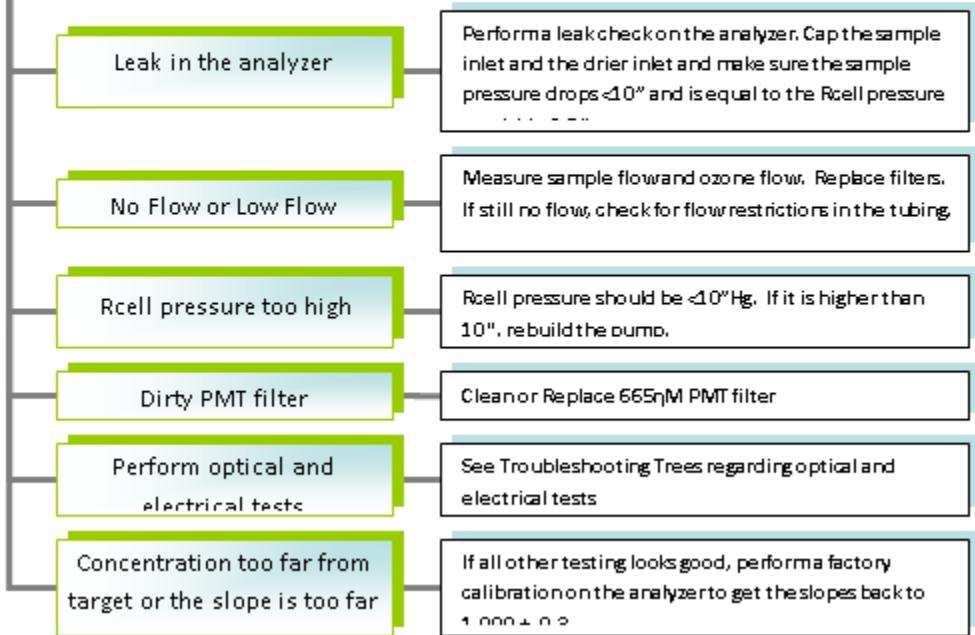 Leak in the analyzer
Perform a leak check on the analyzer. Cap the sample
inlet and the drier inlet and make sure the sample
pressure drops <10" and is equal to the Rcell pressure
No Flow or Low Flow
Measure sample flow and ozone flow. Replace filters.
If still no flow, check for flow restrictions in the tubing.
Rcell pressure too high
Rcell pressure should be <10"Hg. If it is higher than
10", rebuild the pump.
Dirty PMT filter
Clean or Replace 665ηM PMT filter
Perform optical and
electrical tests
See Troubleshooting Trees regarding optical and
electrical tests
Concentration too far from
target or the slope is too far
If all other testing looks good, perform a factory
calibration on the analyzer to get the slopes back to
1.000 ±